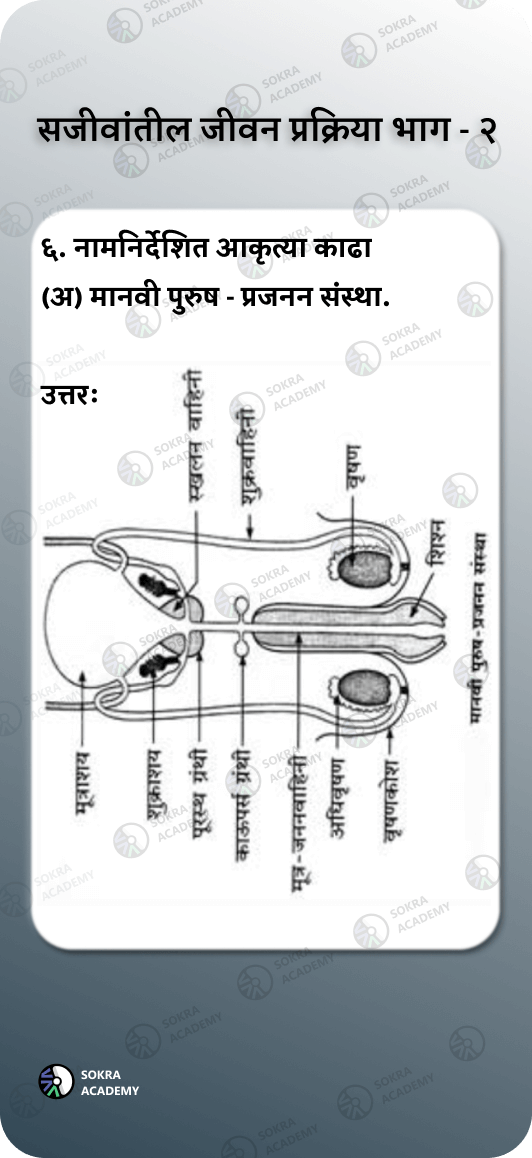 सजीवांतील जीवन प्रक्रिया भाग - २
६. नामनिर्देशित आकृत्या काढा
(अ) मानवी पुरुष - प्रजनन संस्था.
उत्तरः
स्खलन वाहिनी
शुक्रवाहिनी
वृषण
शिश्न
मानवी पुरुष-प्रजनन संस्था
मूत्राशय
शुक्राशय
पूरस्थ ग्रंथी
काऊपर्स ग्रंथी
मूत्र-जननवाहिनी
अधिवृषण
वृषणकोश
SOKRA
ACADEMY